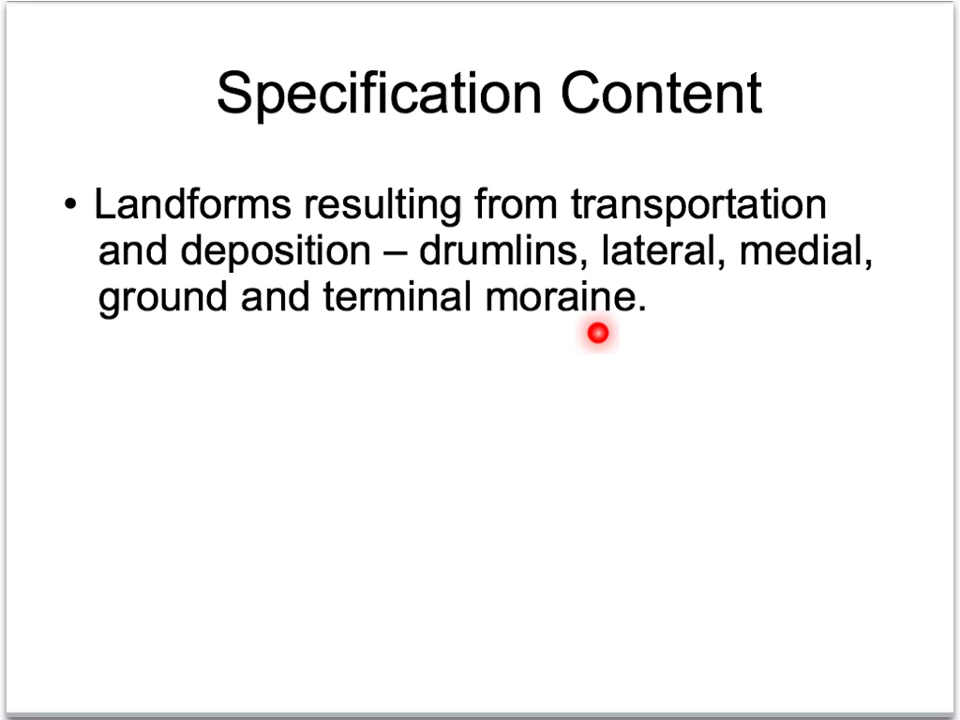 Specification Content
• Landforms resulting from transportation
and deposition – drumlins, lateral, medial,
ground and terminal moraine.